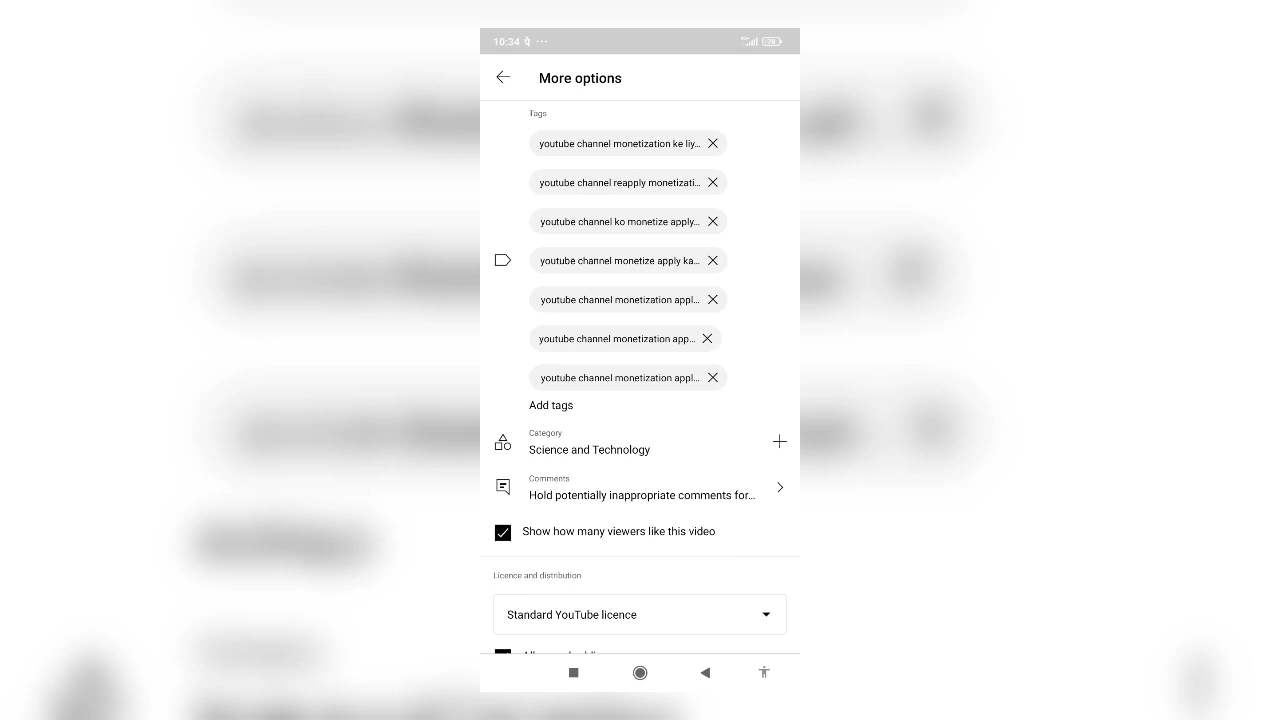 10:34
More options
Tags
youtube channel monetization ke liy...
youtube channel reapply monetizati...
youtube channel ko monetize apply...
youtube channel monetize apply ka...
youtube channel monetization appl...
youtube channel monetization app...
youtube channel monetization appl...
Add tags
Category
Science and Technology
Comments
Hold potentially inappropriate comments for...
Show how many viewers like this video
Licence and distribution
Standard YouTube licence